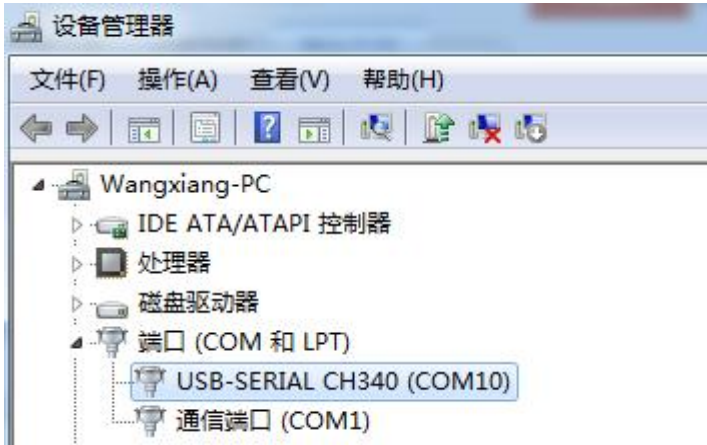 设备管理器
文件(F) 操作(A) 查看(V) 帮助(H)
Wangxiang-PC
IDE ATA/ATAPI 控制器
处理器
磁盘驱动器
端口 (COM 和 LPT)
USB-SERIAL CH340 (COM10)
通信端口 (COM1)